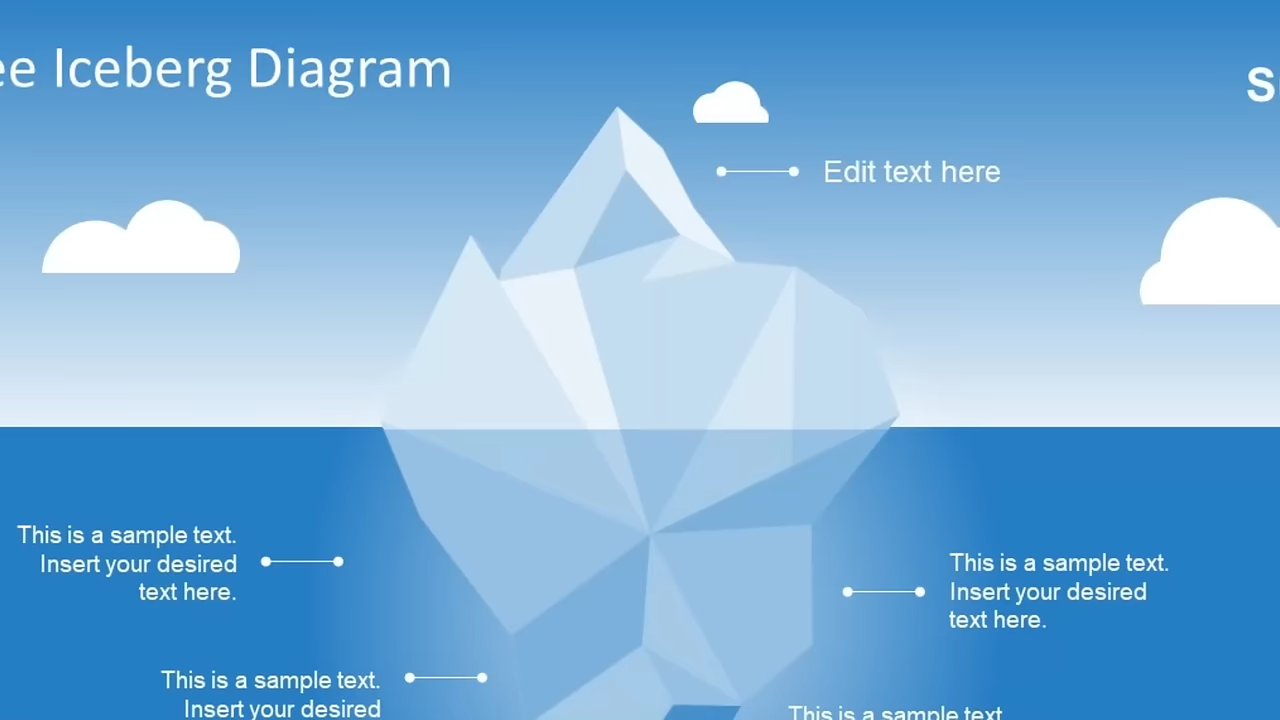 Iceberg Diagram
Edit text here
This is a sample text.
Insert your desired
text here.
This is a sample text.
Insert your desired
text here.
This is a sample text.
Insert your desired
This is a sample text.